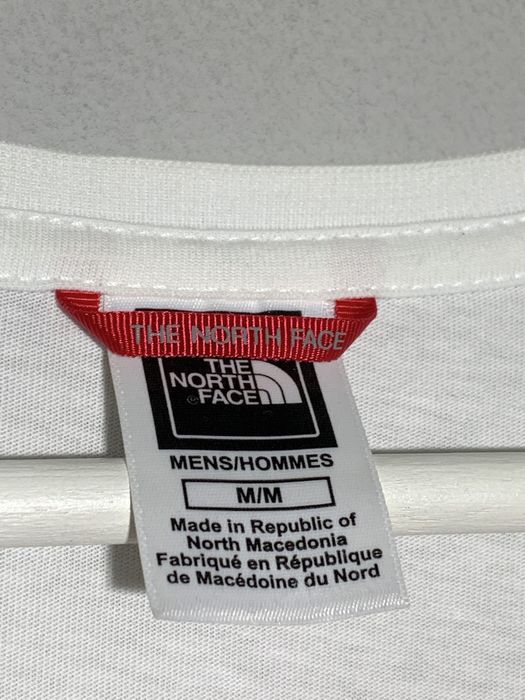 THE NORTH FACE
THE
NORTH
FACE
MENS/HOMMES
M/M
Made in Republic of
North Macedonia
Fabriqué en République
de Macédoine du Nord